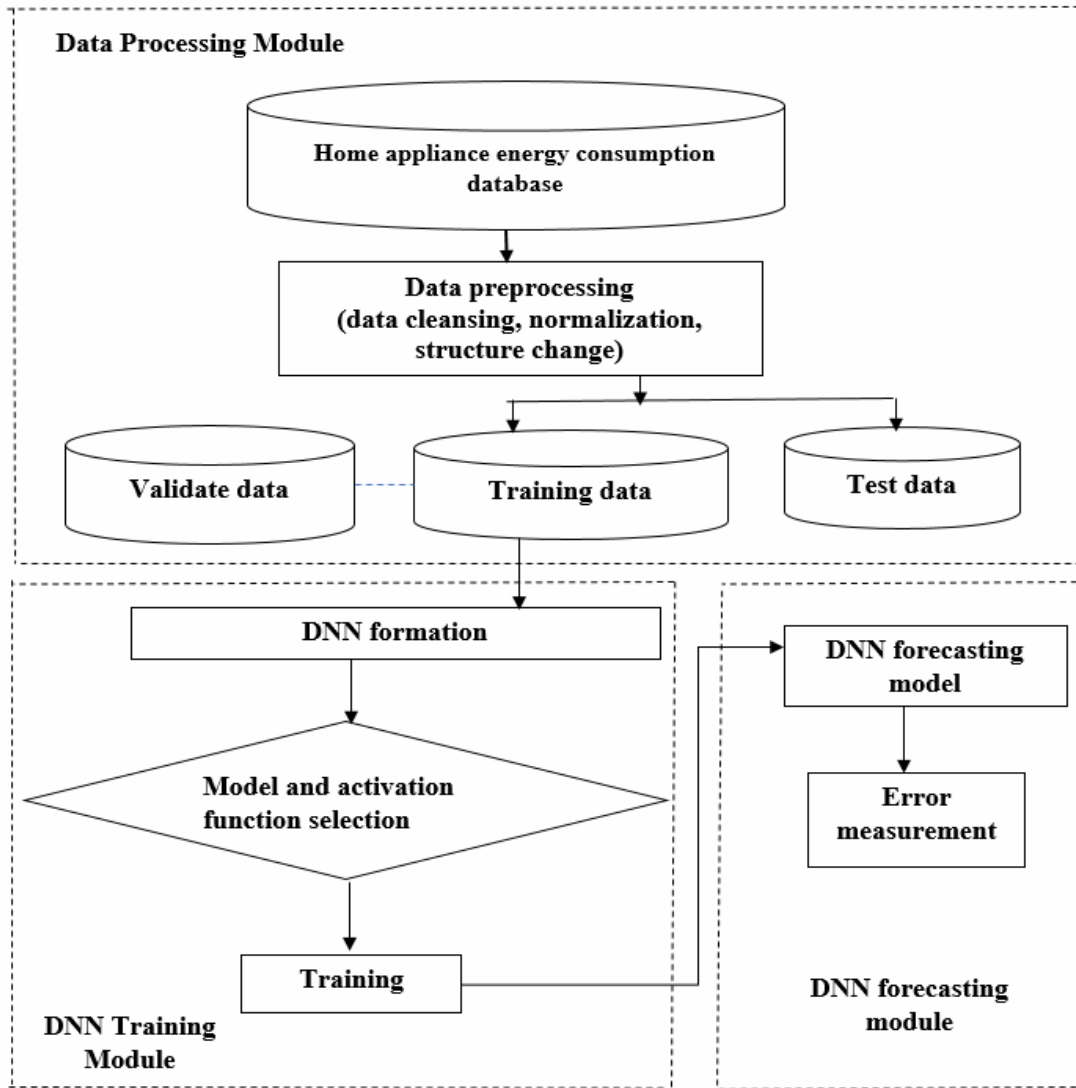 Data Processing Module
Home appliance energy consumption
database
Data preprocessing
(data cleansing, normalization,
structure change)
Validate data
Training data
Test data
DNN formation
DNN forecasting
model
Model and activation
function selection
Error
measurement
Training
DNN forecasting
module
DNN Training
Module